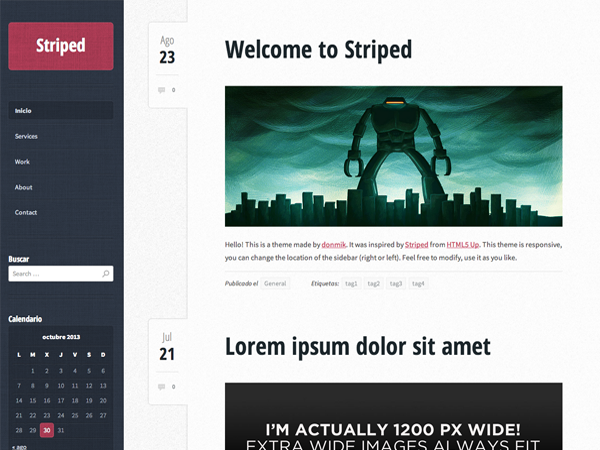 Striped
Inicio
Services
Work
About
Contact
Buscar
Search ...
Calendario
octubre 2013
L M X J V S D
1 2 3 4 5 6
7 8 9 10 11 12 13
14 15 16 17 18 19 20
21 22 23 24 25 26 27
28 29 30 31
« ago
Ago
23
0
Welcome to Striped
Hello! This is a theme made by donmik. It was inspired by Striped from HTML5 Up. This theme is responsive,
you can change the location of the sidebar (right or left). Feel free to modify, use it as you like.
Publicado el General Etiquetas: tag1 tag2 tag3 tag4
Jul
21
0
Lorem ipsum dolor sit amet
I'M ACTUALLY 1200 PX WIDE!
EXTRA WIDE IMAGES ALWAYS FIT